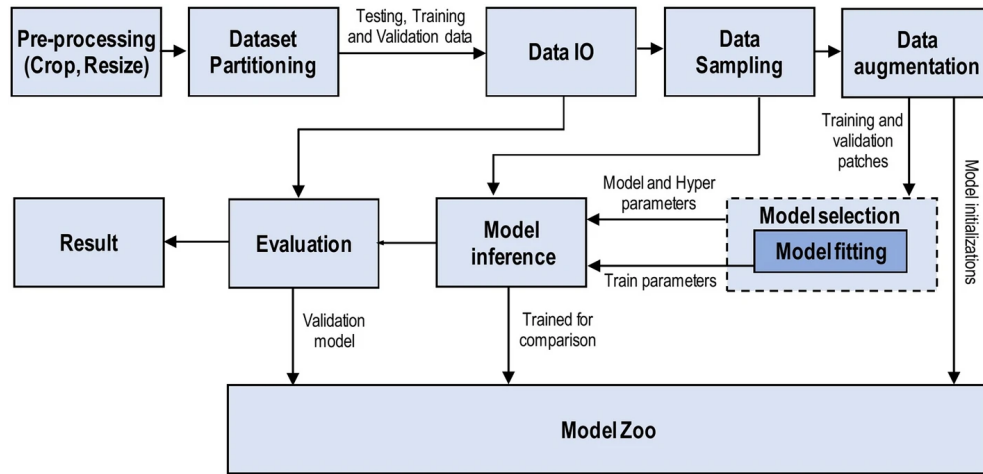 Pre-processing
(Crop, Resize)
Dataset
Partitioning
Testing, Training
and Validation data
Data IO
Data
Sampling
Data
augmentation
Training and
validation
patches
Model initializations
Model and Hyper
parameters
Model selection
Model fitting
Train parameters
Model
inference
Evaluation
Result
Validation
model
Trained for
comparison
Model Zoo